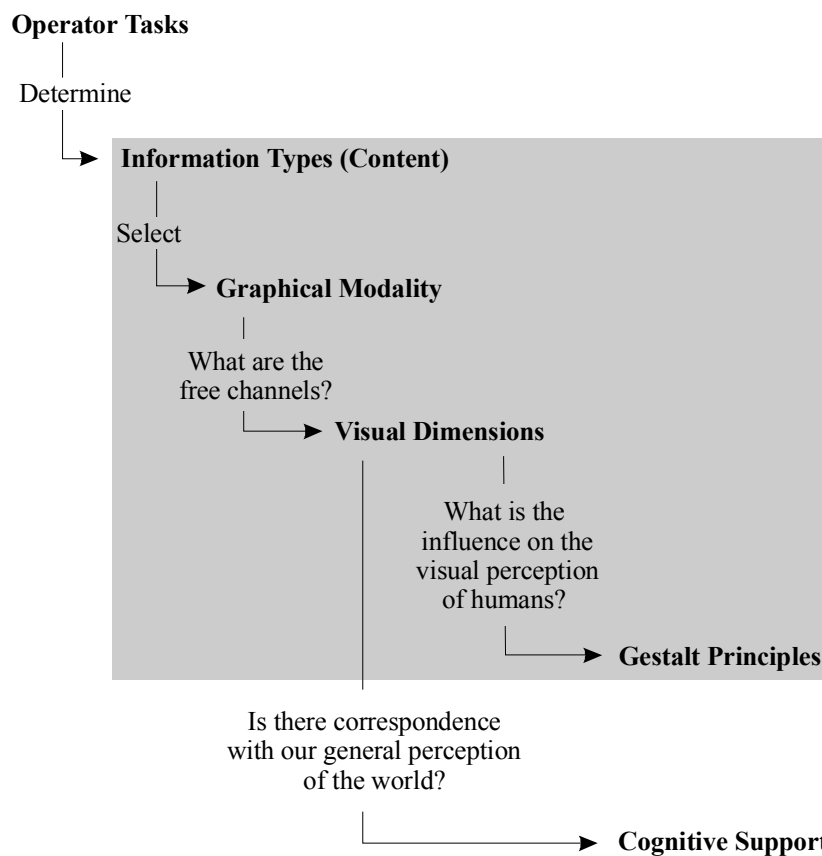 Operator Tasks
Determine
Information Types (Content)
Select
Graphical Modality
What are the
free channels?
Visual Dimensions
What is the
influence on the
visual perception
of humans?
Gestalt Principles
Is there correspondence
with our general perception
of the world?
Cognitive Support